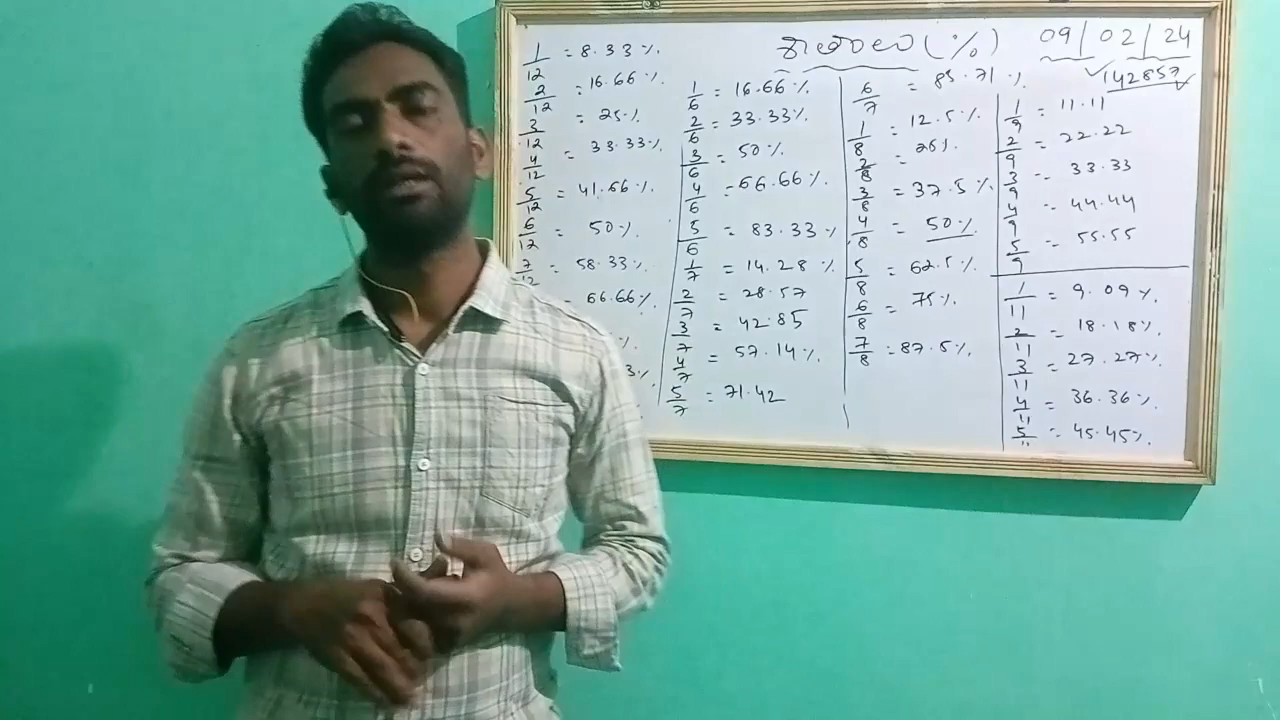 (%) 09/02/24
142857
1/12 = 8.33%
2/12 = 16.66%
3/12 = 25%
4/12 = 33.33%
5/12 = 41.66%
6/12 = 50%
7/12 = 58.33%
= 66.66%
%
3%
1/6 = 16.66%
2/6 = 33.33%
3/6 = 50%
4/6 = 66.66%
5/6 = 83.33%
1/7 = 14.28%
2/7 = 28.57
3/7 = 42.85
4/7 = 57.14%
5/7 = 71.42
6/7 = 85.71%
1/8 = 12.5%
2/8 = 25%
3/8 = 37.5%
4/8 = 50%
5/8 = 62.5%
6/8 = 75%
7/8 = 87.5%
1/9 = 11.11
2/9 = 22.22
3/9 = 33.33
4/9 = 44.44
5/9 = 55.55
1/11 = 9.09%
2/11 = 18.18%
3/11 = 27.27%
4/11 = 36.36%
5/11 = 45.45%